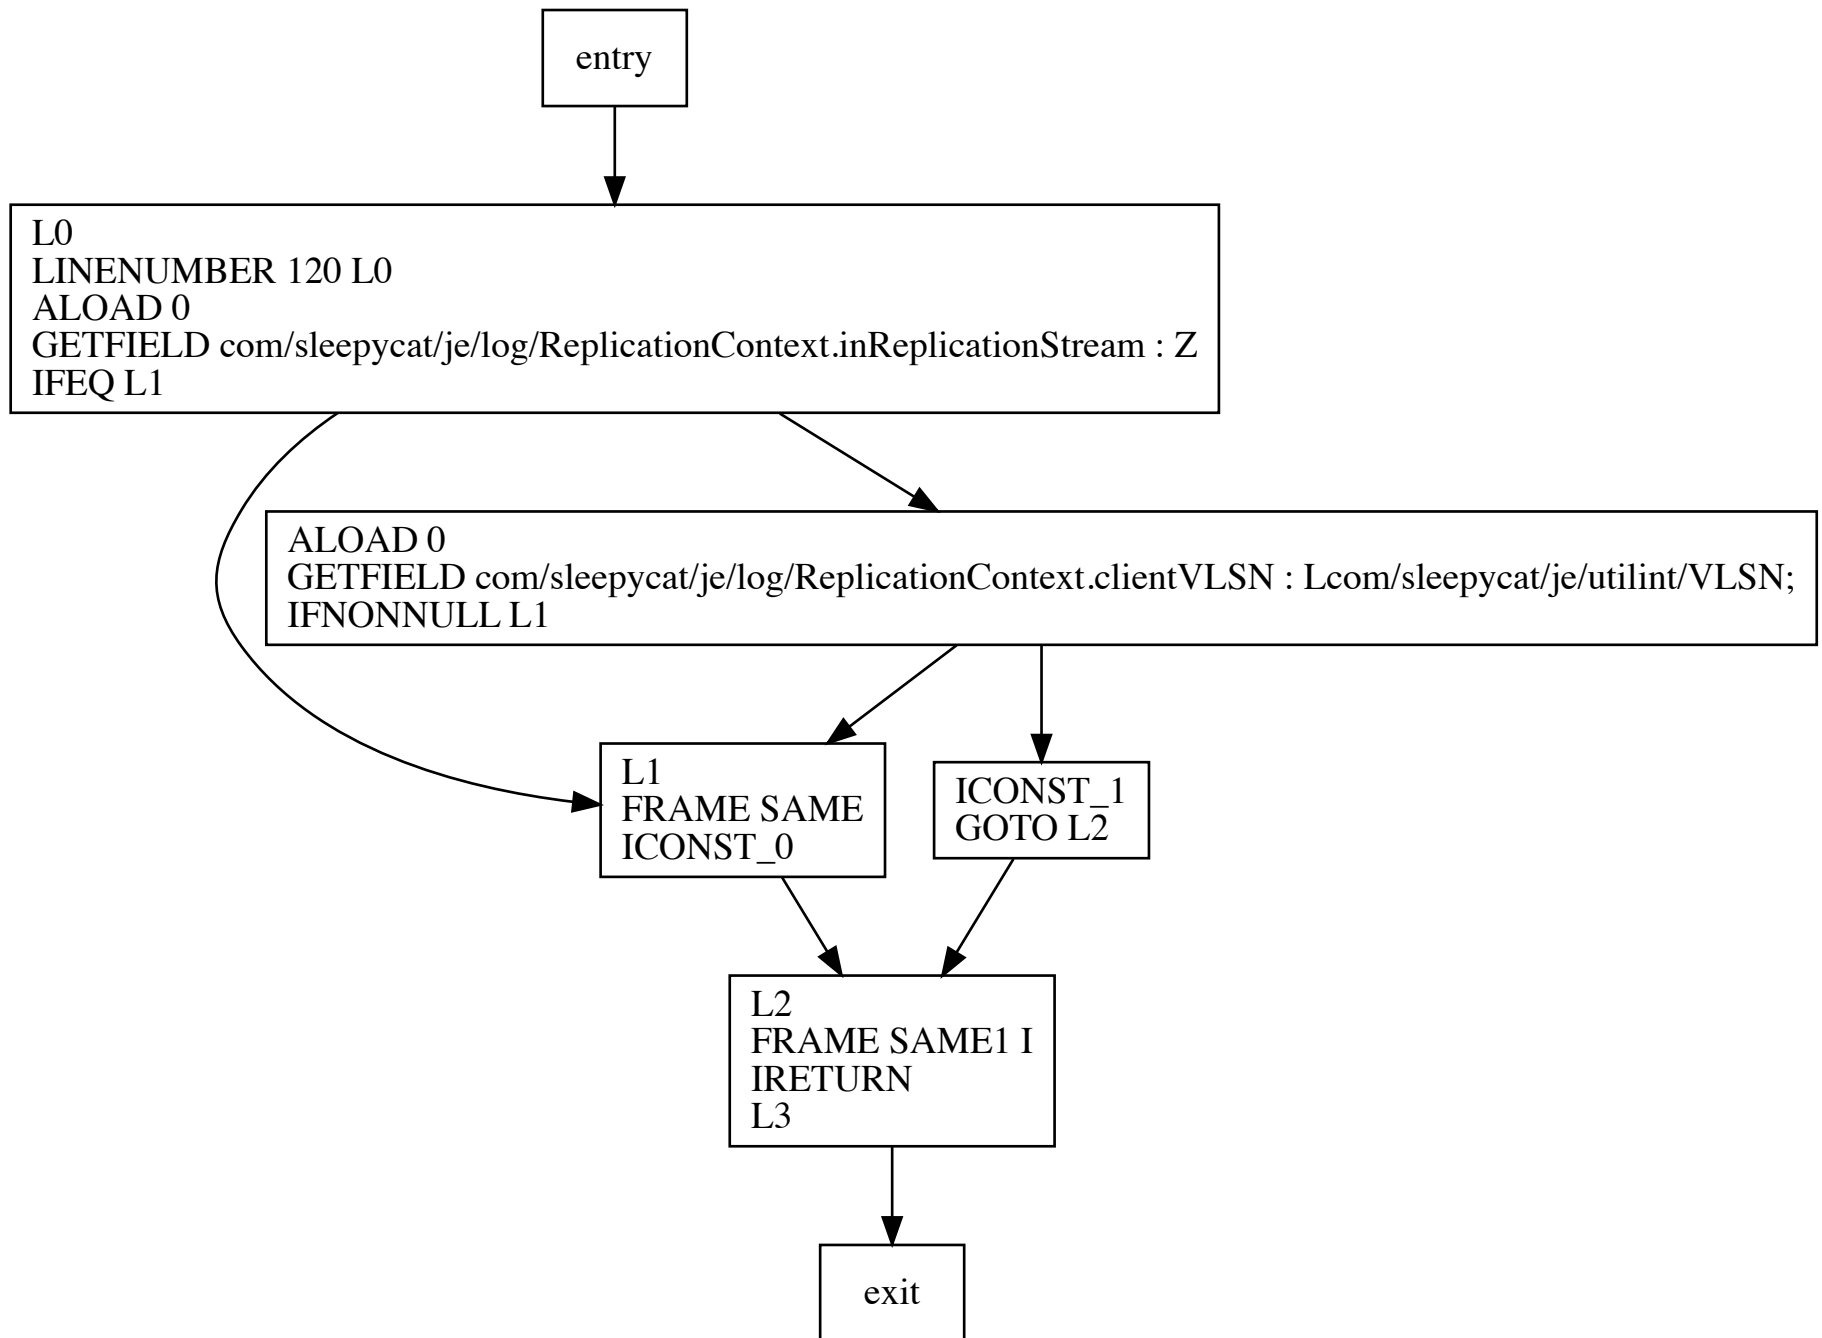 entry
L0
LINENUMBER 120 L0
ALOAD 0
GETFIELD com/sleepycat/je/log/ReplicationContext.inReplicationStream : Z
IFEQ L1
ALOAD 0
GETFIELD com/sleepycat/je/log/ReplicationContext.clientVLSN : Lcom/sleepycat/je/utilint/VLSN;
IFNONNULL L1
L1
FRAME SAME
ICONST_0
ICONST_1
GOTO L2
L2
FRAME SAME1 I
IRETURN
L3
exit